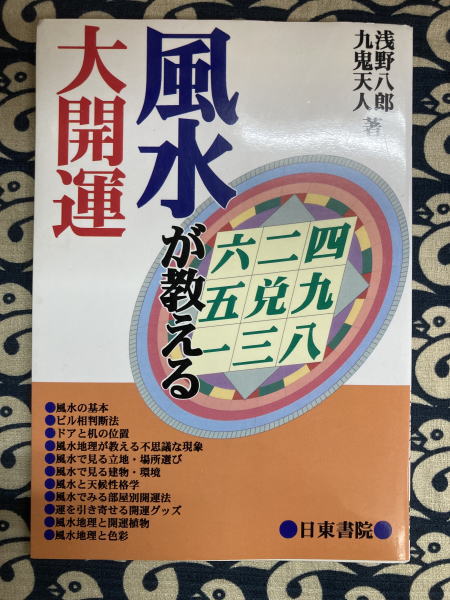 浅野八郎
九鬼天人 著
風水が教える
大開運
四九八
二兌三
六五一
●風水の基本
●ビル相判断法
●ドアと机の位置
●風水地理が教える不思議な現象
●風水で見る立地・場所選び
●風水で見る建物・環境
●風水と天候性格学
●風水でみる部屋別開運法
●運を引き寄せる開運グッズ
●風水地理と開運植物
●風水地理と色彩
●日東書院●